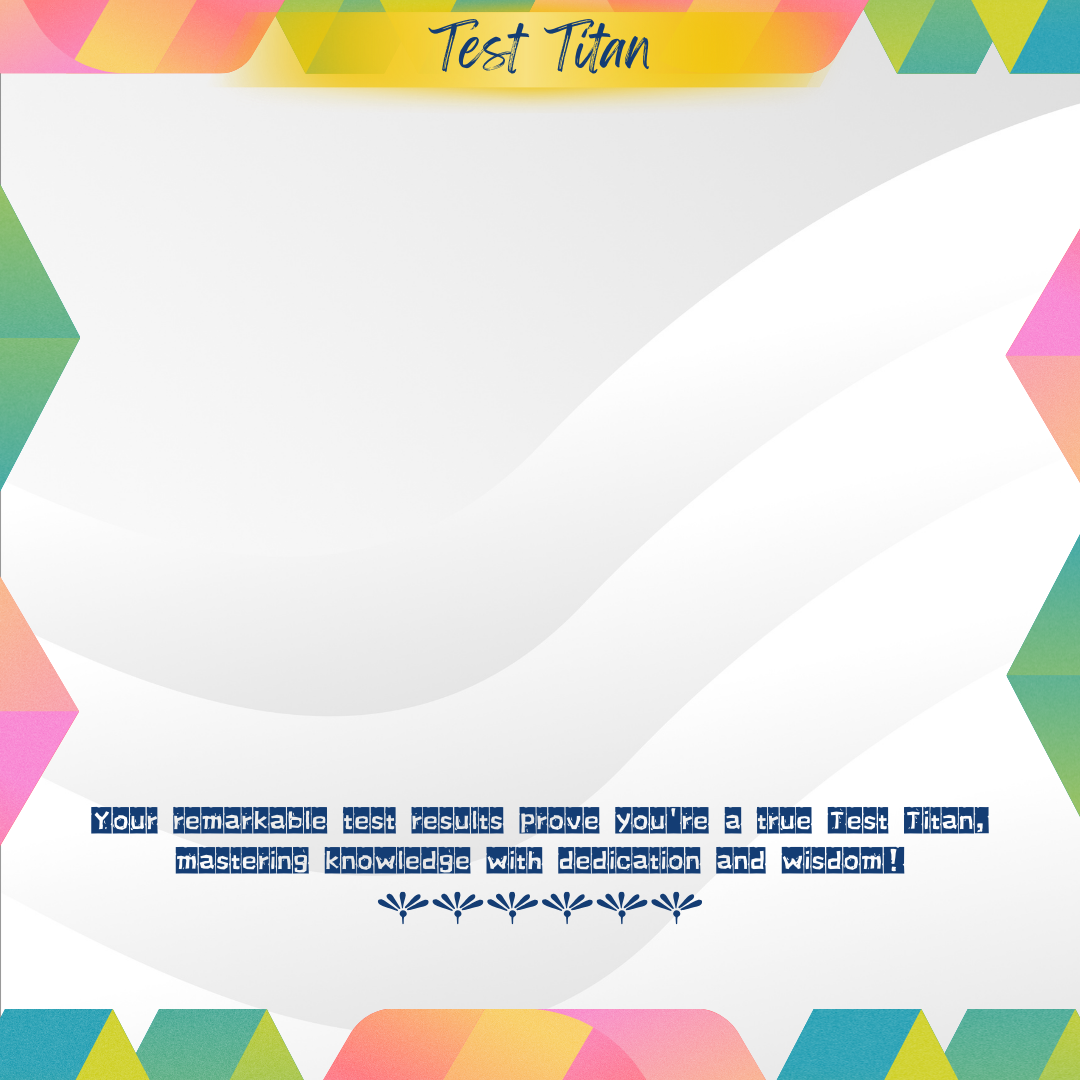 Test Titan
Your remarkable test results prove you're a true Test Titan,
mastering knowledge with dedication and wisdom!